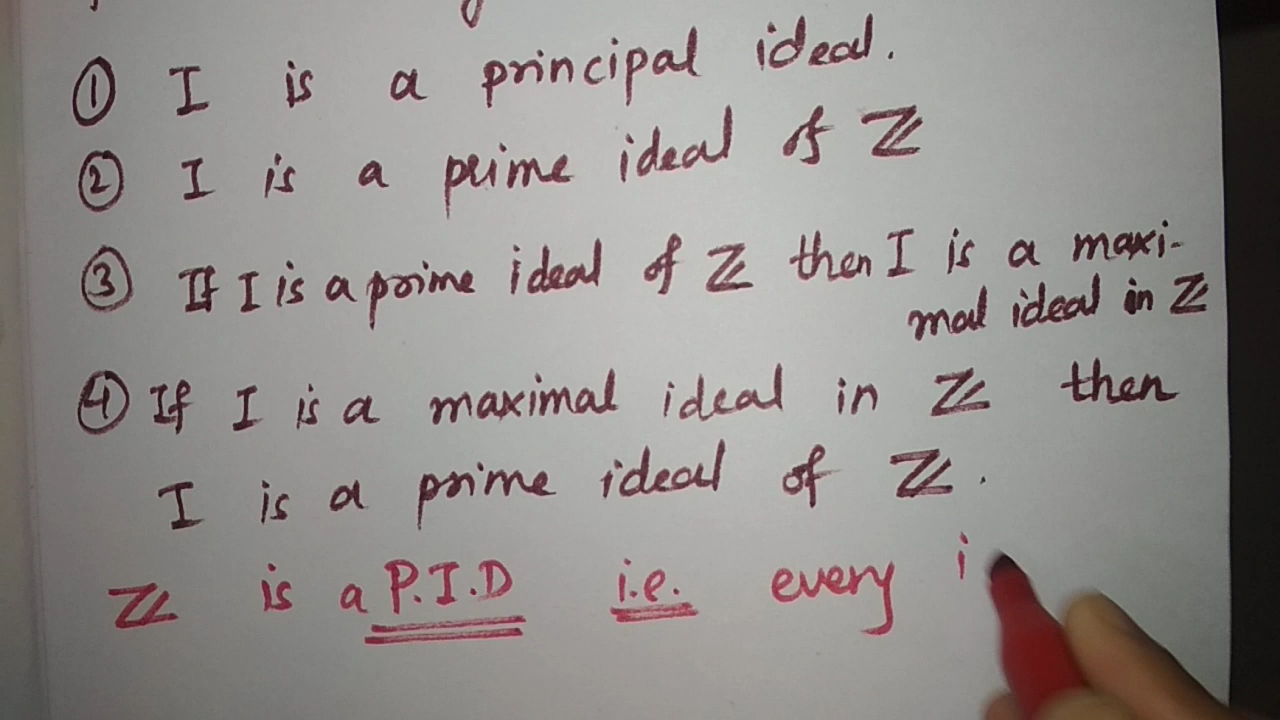 ① I is a principal ideal.
② I is a prime ideal of ℤ
③ If I is a prime ideal of ℤ then I is a maxi-
mal ideal in ℤ
④ If I is a maximal ideal in ℤ then
I is a prime ideal of ℤ.
ℤ is a P.I.D i.e. every i